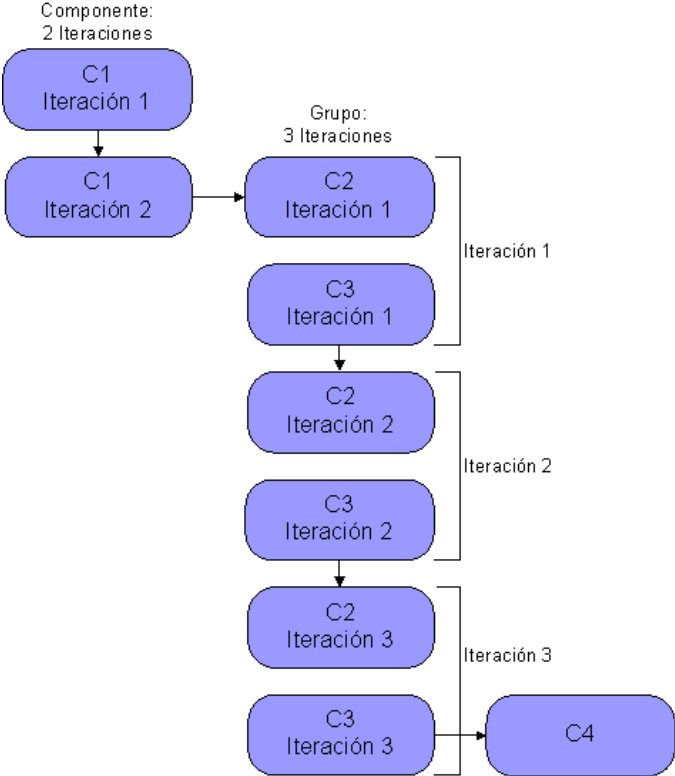 Componente:
2 Iteraciones
C1
Iteración 1
Grupo:
3 Iteraciones
C1
Iteración 2
C2
Iteración 1
Iteración 1
C3
Iteración 1
C2
Iteración 2
Iteración 2
C3
Iteración 2
C2
Iteración 3
Iteración 3
C3
Iteración 3
C4